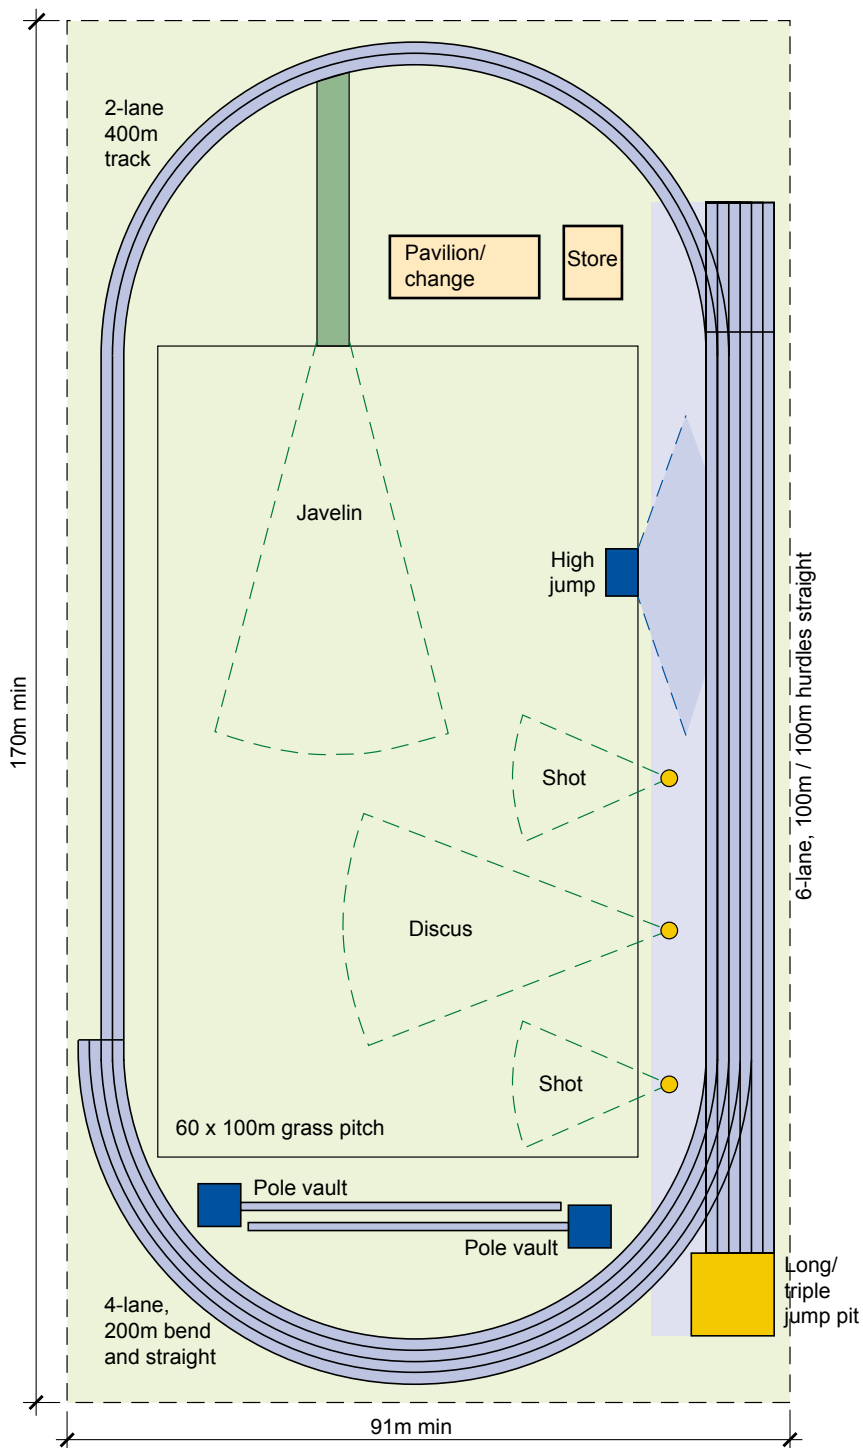 2-lane
400m
track
Pavilion/
change
Store
Javelin
High
jump
6-lane, 100m / 100m hurdles straight
170m min
Shot
Discus
Shot
60 x 100m grass pitch
Pole vault
Pole vault
Long/
triple
jump pit
4-lane,
200m bend
and straight
91m min